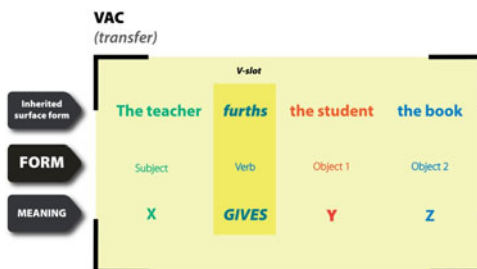 VAC
(transfer)
V-slot
Inherited
surface form
The teacher furths the student the book
FORM Subject Verb Object 1 Object 2
MEANING X GIVES Y Z